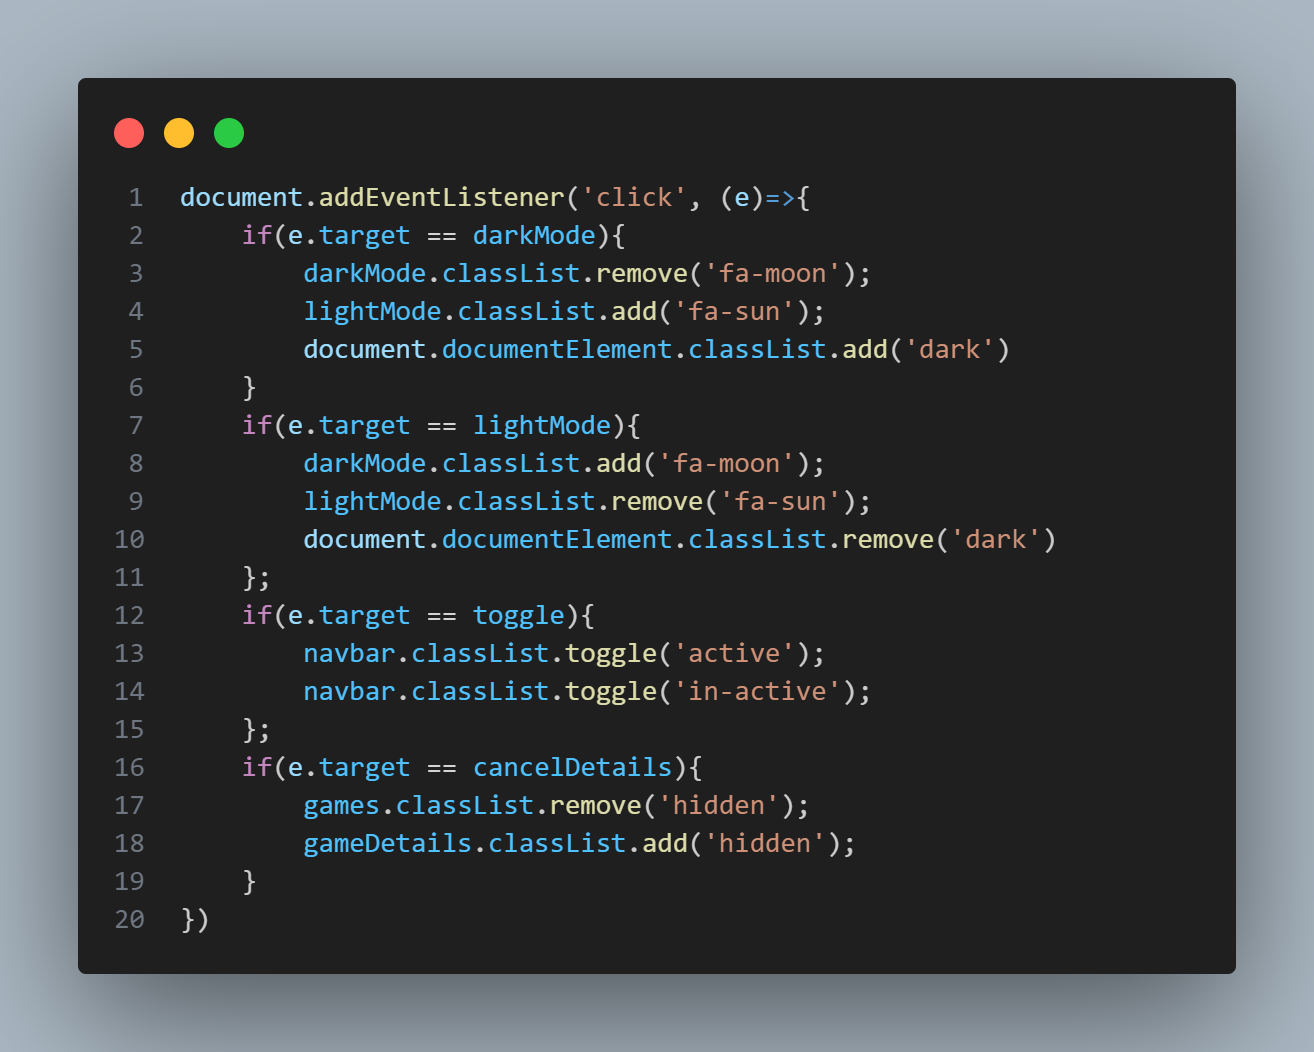 1 document.addEventListener('click', (e)=>{
2     if(e.target == darkMode){
3         darkMode.classList.remove('fa-moon');
4         lightMode.classList.add('fa-sun');
5         document.documentElement.classList.add('dark')
6     }
7     if(e.target == lightMode){
8         darkMode.classList.add('fa-moon');
9         lightMode.classList.remove('fa-sun');
10         document.documentElement.classList.remove('dark')
11     };
12     if(e.target == toggle){
13         navbar.classList.toggle('active');
14         navbar.classList.toggle('in-active');
15     };
16     if(e.target == cancelDetails){
17         games.classList.remove('hidden');
18         gameDetails.classList.add('hidden');
19     }
20 })